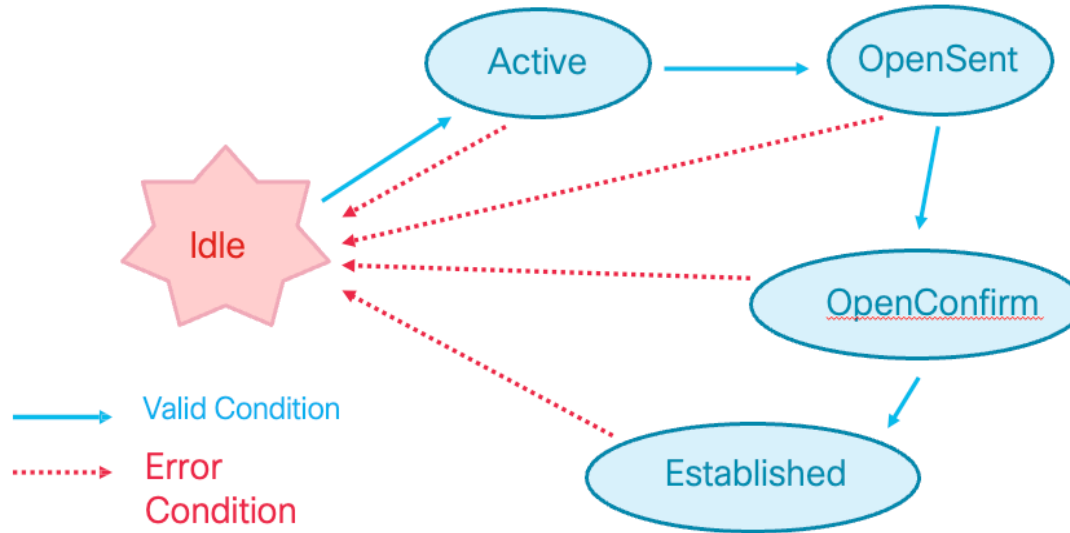 Active
OpenSent
Idle
OpenConfirm
Valid Condition
Established
Error
Condition